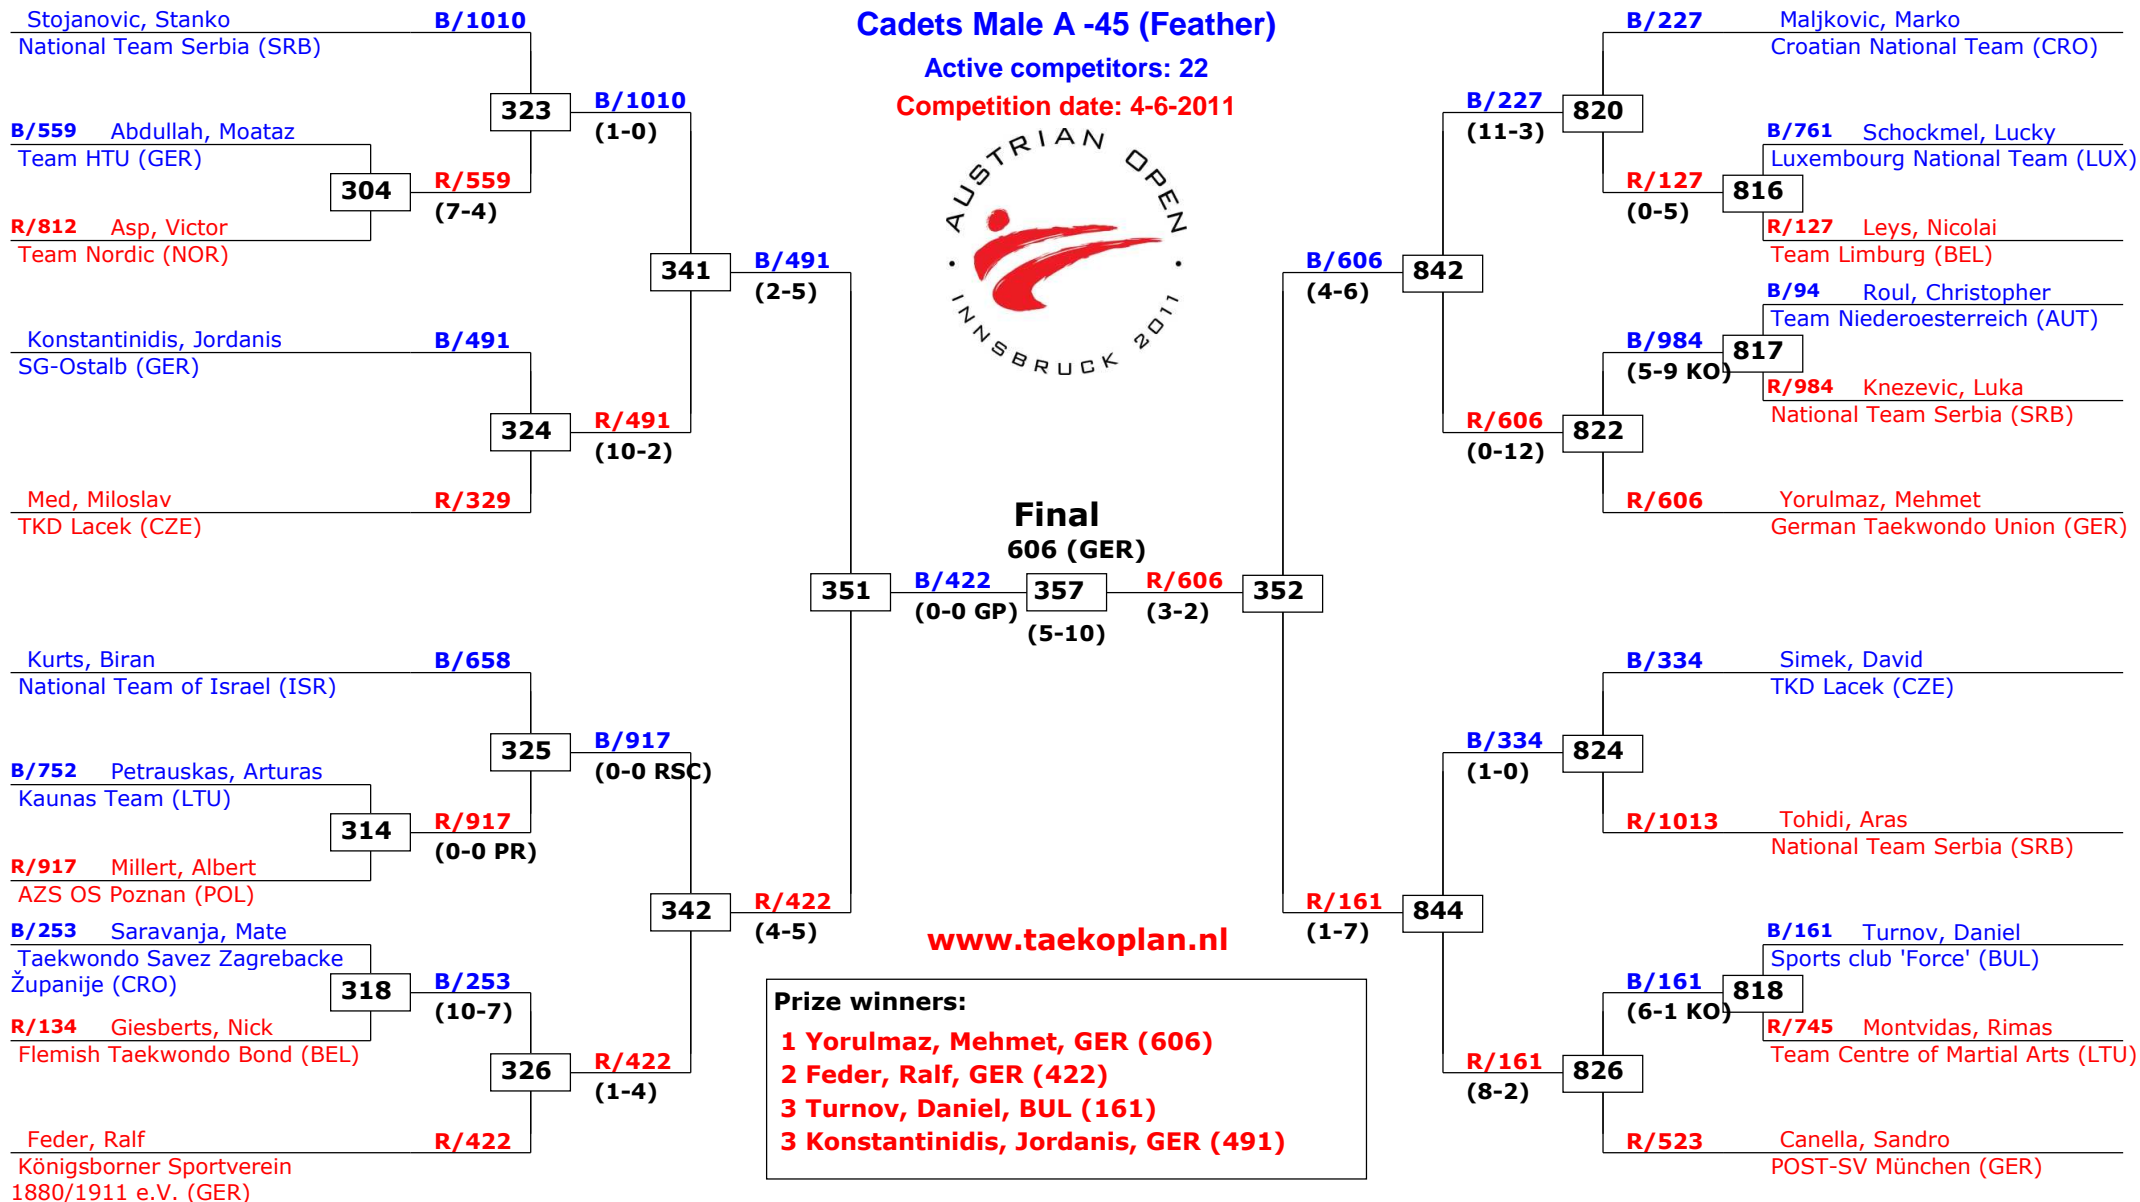 Cadets Male A -45 (Feather)
Active competitors: 22
Competition date: 4-6-2011
AUSTRIAN OPEN
INNSBRUCK 2011
Stojanovic, Stanko
B/1010
National Team Serbia (SRB)
323
B/1010
(1-0)
B/559 Abdullah, Moataz
Team HTU (GER)
304
R/559
(7-4)
R/812 Asp, Victor
Team Nordic (NOR)
341
B/491
(2-5)
Konstantinidis, Jordanis
B/491
SG-Ostalb (GER)
324
R/491
(10-2)
Med, Miloslav
R/329
TKD Lacek (CZE)
351
B/422
(0-0 GP)
Kurts, Biran
B/658
National Team of Israel (ISR)
325
B/917
(0-0 RSC)
B/752 Petrauskas, Arturas
Kaunas Team (LTU)
314
R/917
(0-0 PR)
R/917 Millert, Albert
AZS OS Poznan (POL)
342
R/422
(4-5)
B/253 Saravanja, Mate
Taekwondo Savez Zagrebacke
Županije (CRO)
318
B/253
(10-7)
R/134 Giesberts, Nick
Flemish Taekwondo Bond (BEL)
326
R/422
(1-4)
Feder, Ralf
R/422
Königsborner Sportverein
1880/1911 e.V. (GER)
Final
606 (GER)
357
(5-10)
R/606
(3-2)
352
B/227 Maljkovic, Marko
Croatian National Team (CRO)
B/227
(11-3)
820
B/761 Schockmel, Lucky
Luxembourg National Team (LUX)
R/127
(0-5)
816
R/127 Leys, Nicolai
Team Limburg (BEL)
B/606
(4-6)
842
B/94 Roul, Christopher
Team Niederoesterreich (AUT)
B/984
(5-9 KO)
817
R/984 Knezevic, Luka
National Team Serbia (SRB)
R/606
(0-12)
822
R/606 Yorulmaz, Mehmet
German Taekwondo Union (GER)
B/334 Simek, David
TKD Lacek (CZE)
B/334
(1-0)
824
R/1013 Tohidi, Aras
National Team Serbia (SRB)
R/161
(1-7)
844
B/161 Turnov, Daniel
Sports club 'Force' (BUL)
B/161
(6-1 KO)
818
R/745 Montvidas, Rimas
Team Centre of Martial Arts (LTU)
R/161
(8-2)
826
R/523 Canella, Sandro
POST-SV München (GER)
www.taekoplan.nl
Prize winners:
1 Yorulmaz, Mehmet, GER (606)
2 Feder, Ralf, GER (422)
3 Turnov, Daniel, BUL (161)
3 Konstantinidis, Jordanis, GER (491)